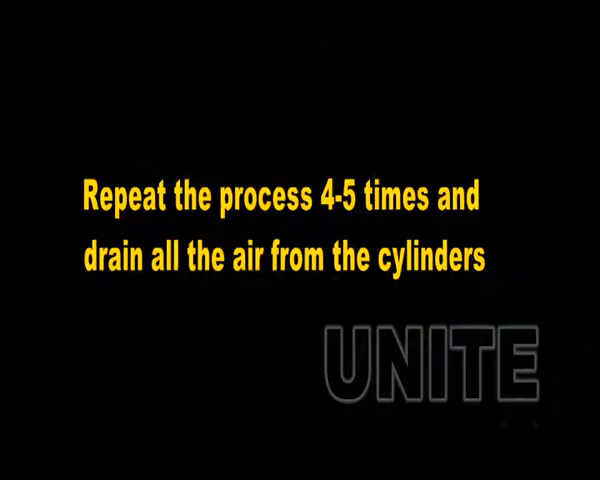 Repeat the process 4-5 times and
drain all the air from the cylinders
UNITE